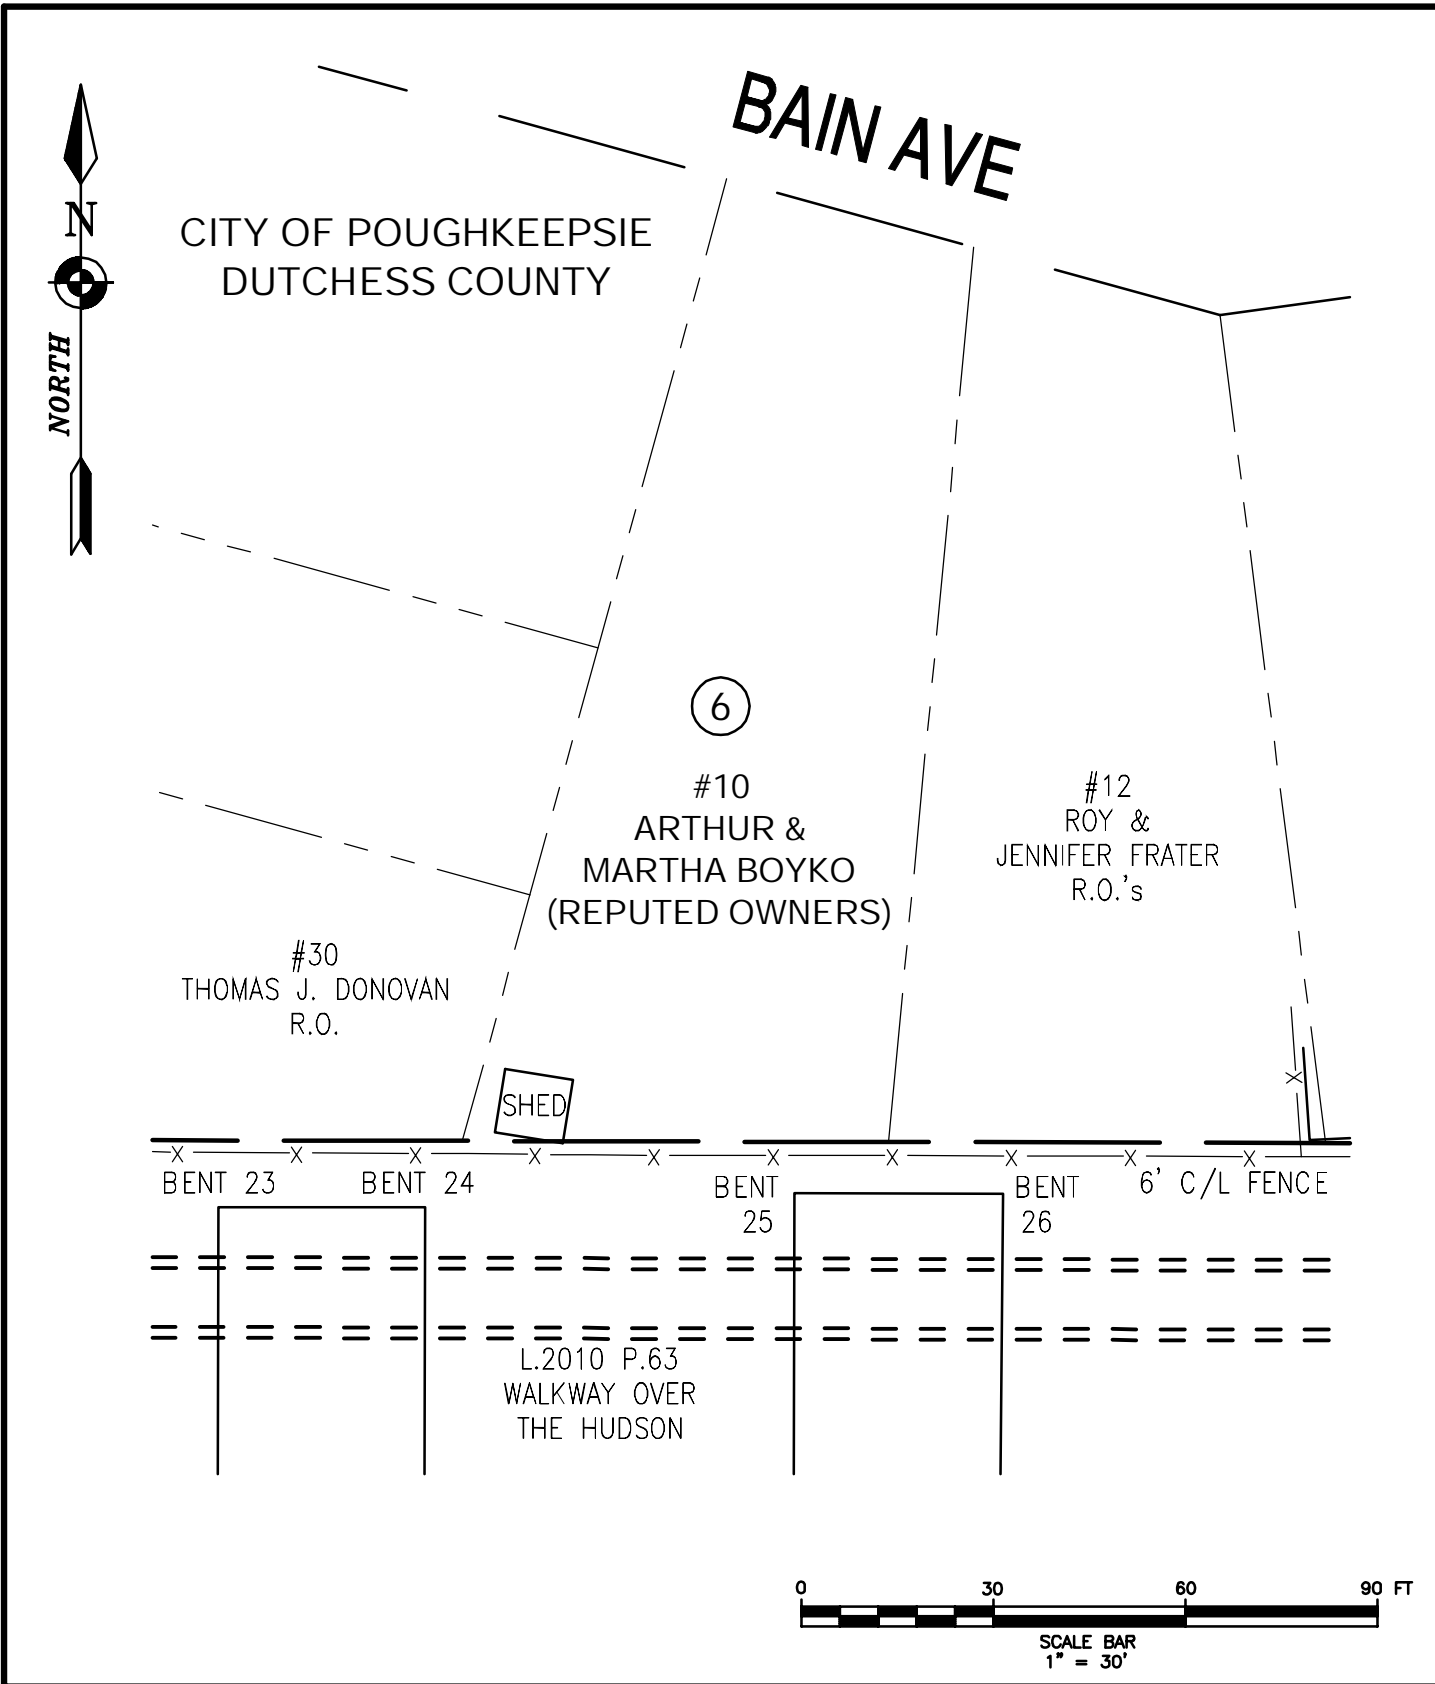 BAIN AVE
N
NORTH
CITY OF POUGHKEEPSIE
DUTCHESS COUNTY
6
#10
ARTHUR &
MARTHA BOYKO
(REPUTED OWNERS)
#12
ROY &
JENNIFER FRATER
R.O.'s
#30
THOMAS J. DONOVAN
R.O.
SHED
BENT 23
BENT 24
BENT
25
BENT
26
6' C/L FENCE
L.2010 P.63
WALKWAY OVER
THE HUDSON
0 30 60 90 FT
SCALE BAR
1" = 30'